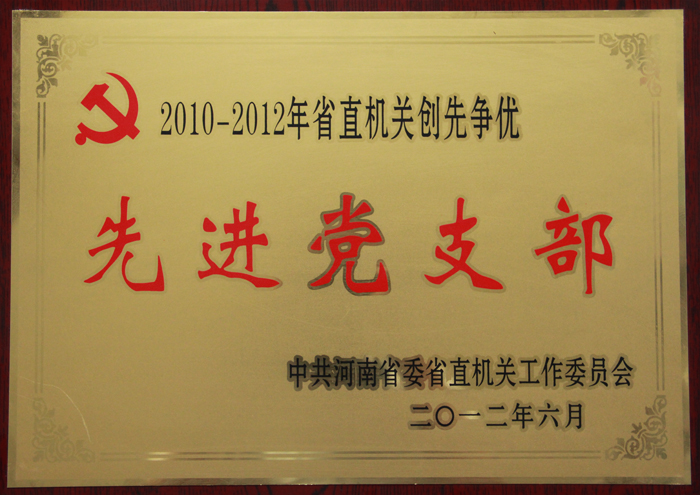 2010-2012年省直机关创先争优
先进党支部
中共河南省委省直机关工作委员会
二〇一二年六月